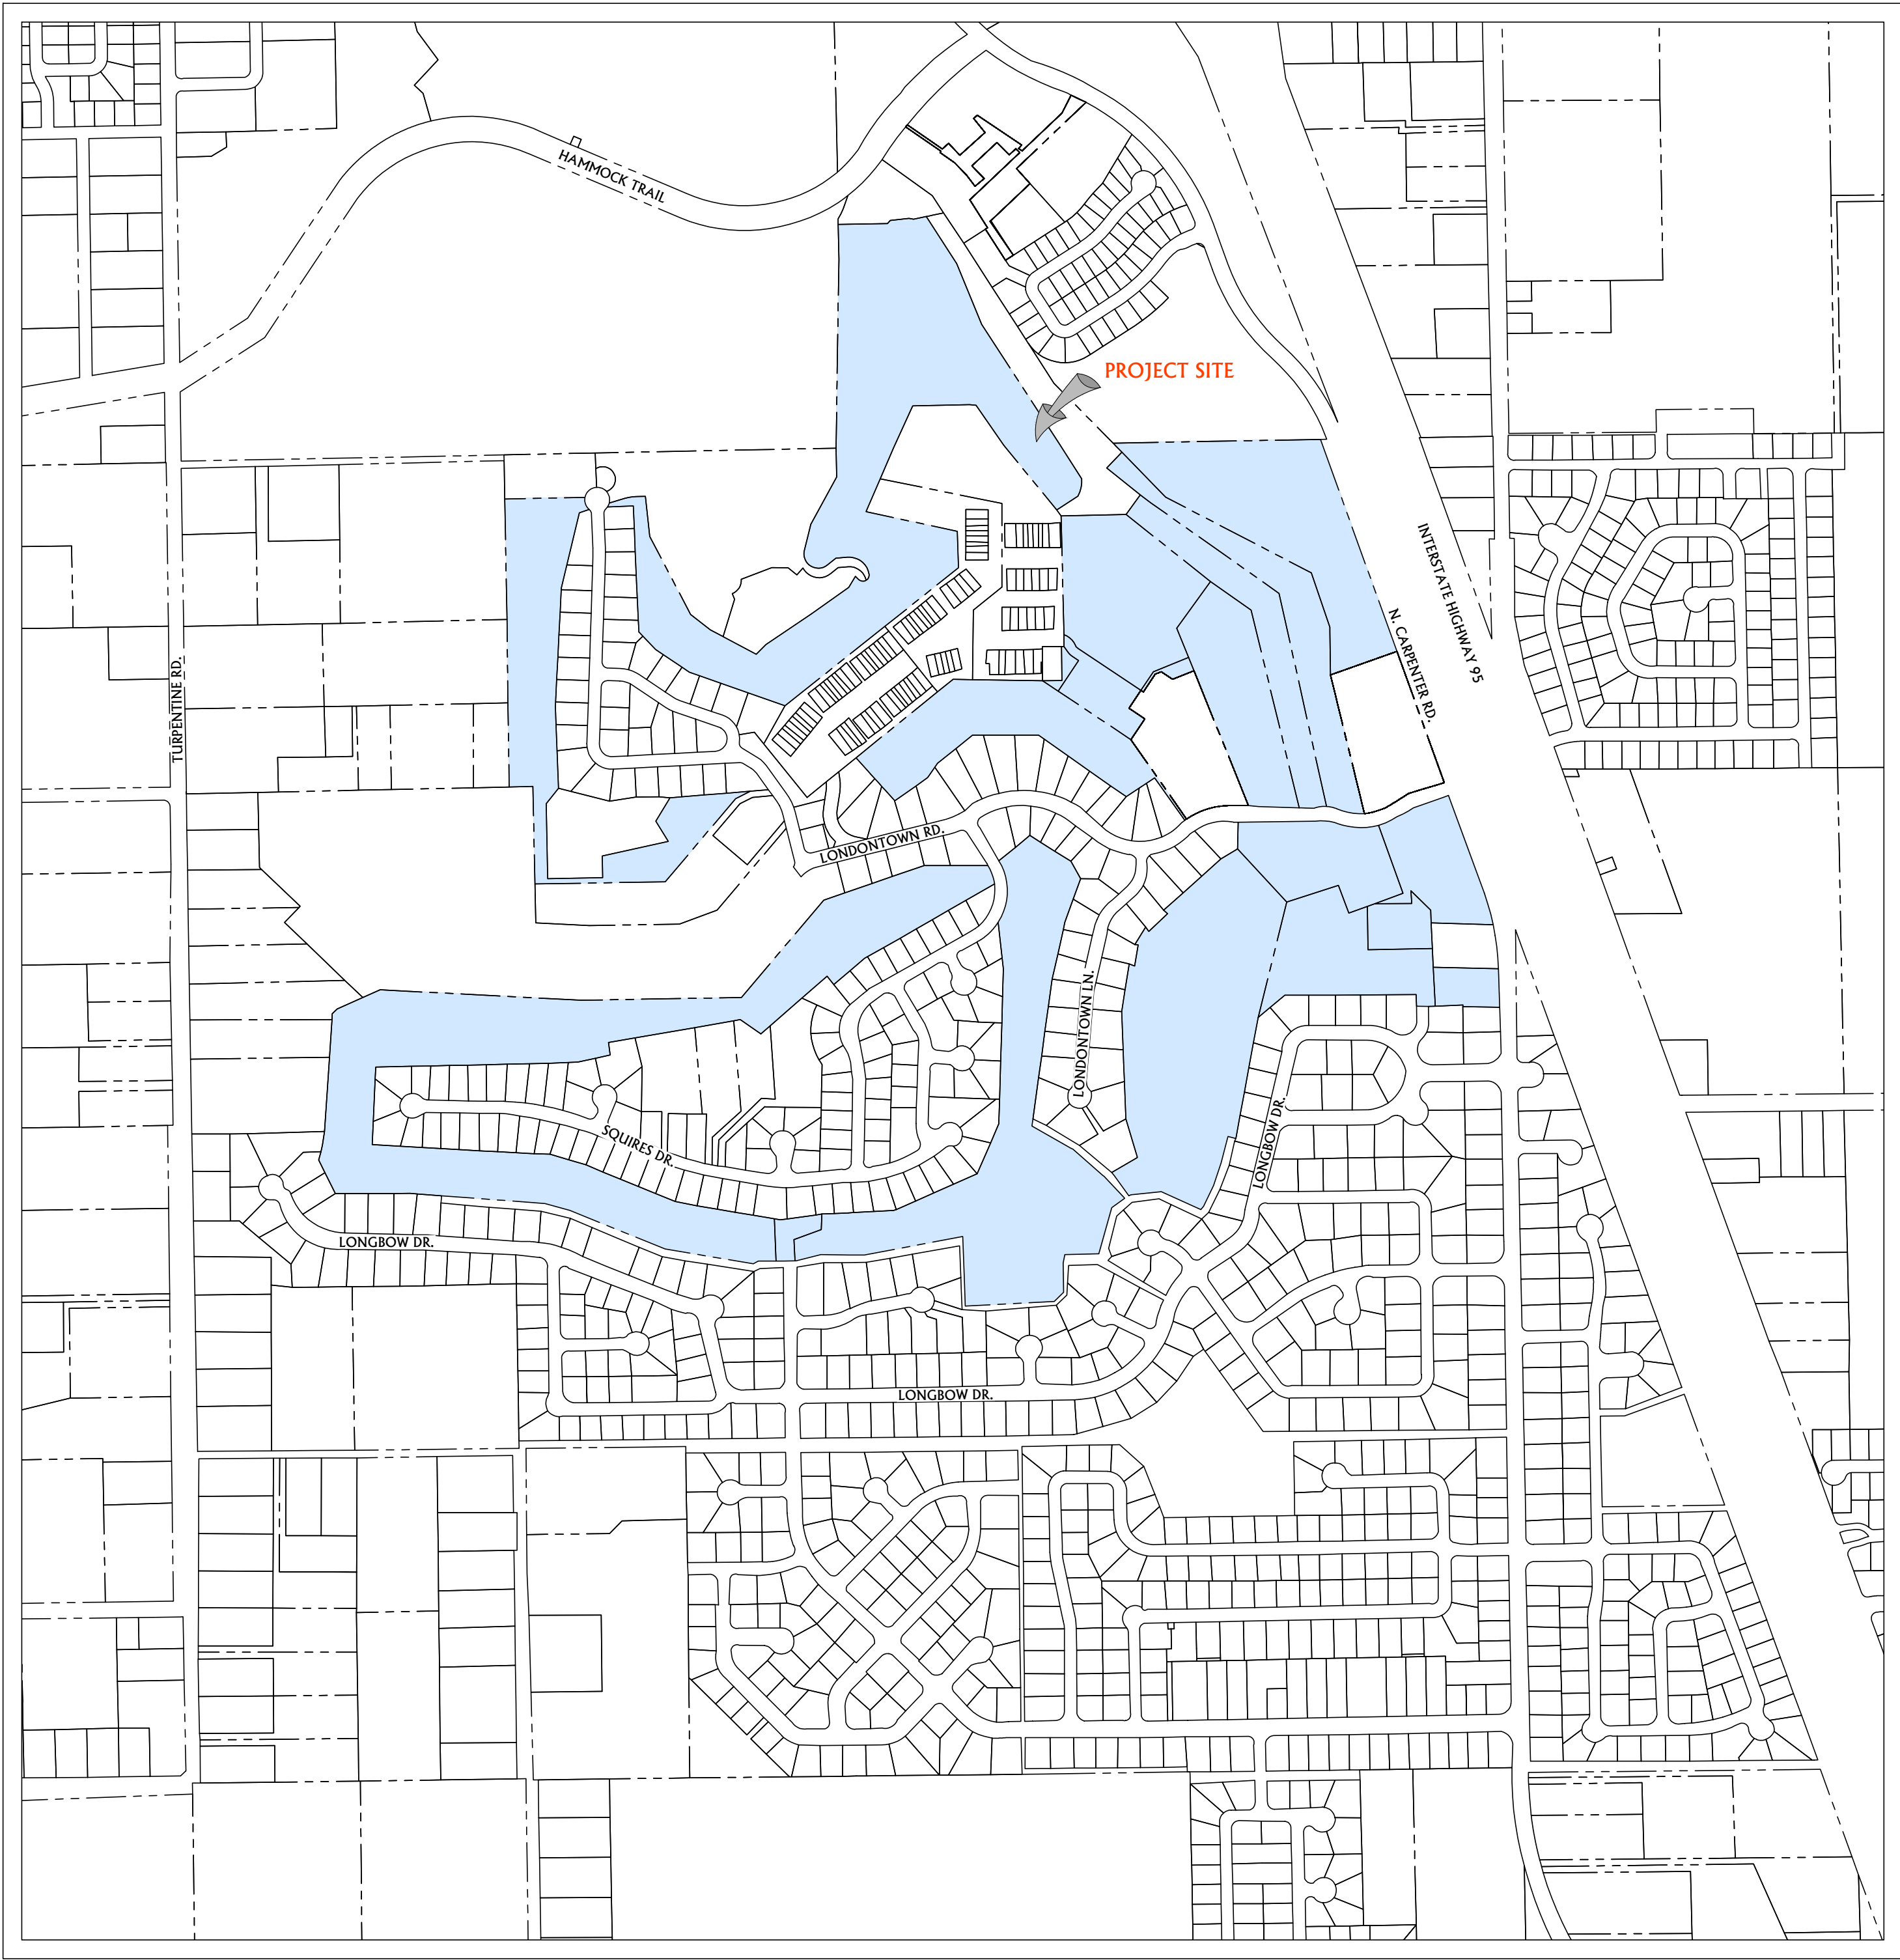 HAMMOCK TRAIL
PROJECT SITE
INTERSTATE HIGHWAY 95
N. CARPENTER RD.
TURPENTINE RD.
LONDONTOWN RD.
LONDONTOWN LN.
LONGBOW DR.
SQUIRES DR.
LONGBOW DR.
LONGBOW DR.